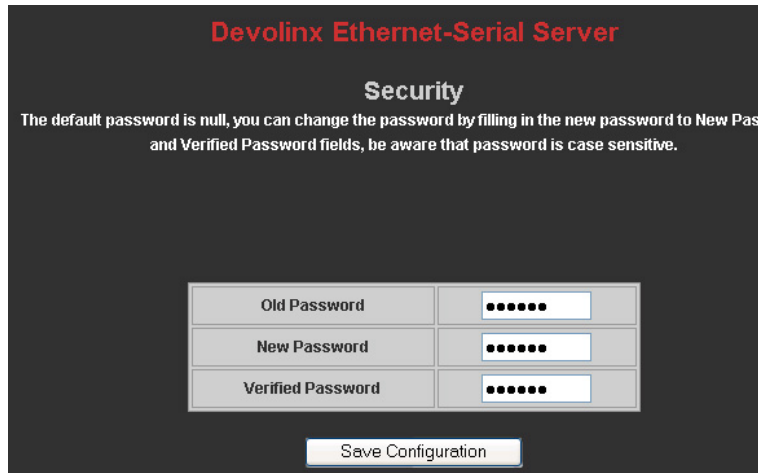 Devolinx Ethernet-Serial Server
Security
The default password is null, you can change the password by filling in the new password to New Pas
and Verified Password fields, be aware that password is case sensitive.
Old Password ●●●●●●
New Password ●●●●●●
Verified Password ●●●●●●
Save Configuration